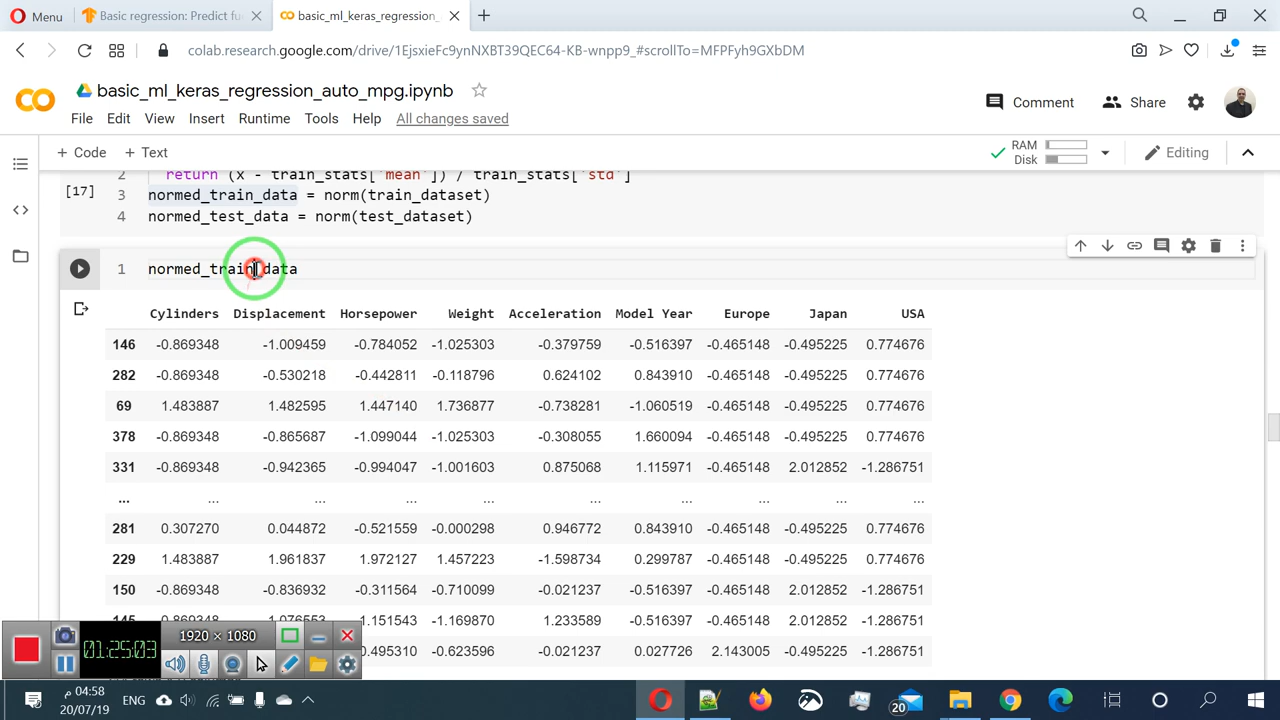 Menu
Basic regression: Predict fu
basic_ml_keras_regression_
colab.research.google.com/drive/1EjsxieFc9ynNXBT39QEC64-KB-wnpp9_#scrollTo=MFPFyh9GXbDM
basic_ml_keras_regression_auto_mpg.ipynb
Comment
Share
File Edit View Insert Runtime Tools Help All changes saved
+ Code + Text
RAM
Disk
Editing
2 return (x - train_stats['mean']) / train_stats['std']
[17]
3 normed_train_data = norm(train_dataset)
4 normed_test_data = norm(test_dataset)
1 normed_train_data
Cylinders Displacement Horsepower Weight Acceleration Model Year Europe Japan USA
146 -0.869348 -1.009459 -0.784052 -1.025303 -0.379759 -0.516397 -0.465148 -0.495225 0.774676
282 -0.869348 -0.530218 -0.442811 -0.118796 0.624102 0.843910 -0.465148 -0.495225 0.774676
69 1.483887 1.482595 1.447140 1.736877 -0.738281 -1.060519 -0.465148 -0.495225 0.774676
378 -0.869348 -0.865687 -1.099044 -1.025303 -0.308055 1.660094 -0.465148 -0.495225 0.774676
331 -0.869348 -0.942365 -0.994047 -1.001603 0.875068 1.115971 -0.465148 2.012852 -1.286751
... ... ... ... ... ... ... ... ... ...
281 0.307270 0.044872 -0.521559 -0.000298 0.946772 0.843910 -0.465148 -0.495225 0.774676
229 1.483887 1.961837 1.972127 1.457223 -1.598734 0.299787 -0.465148 -0.495225 0.774676
150 -0.869348 -0.836932 -0.311564 -0.710099 -0.021237 -0.516397 -0.465148 2.012852 -1.286751
-1.169870 1.233589 -0.516397 -0.465148 2.012852 -1.286751
-0.623596 -0.021237 0.027726 2.143005 -0.495225 -1.286751
1920 × 1080
01:25:03
04:58 م
20/07/19
ENG
20